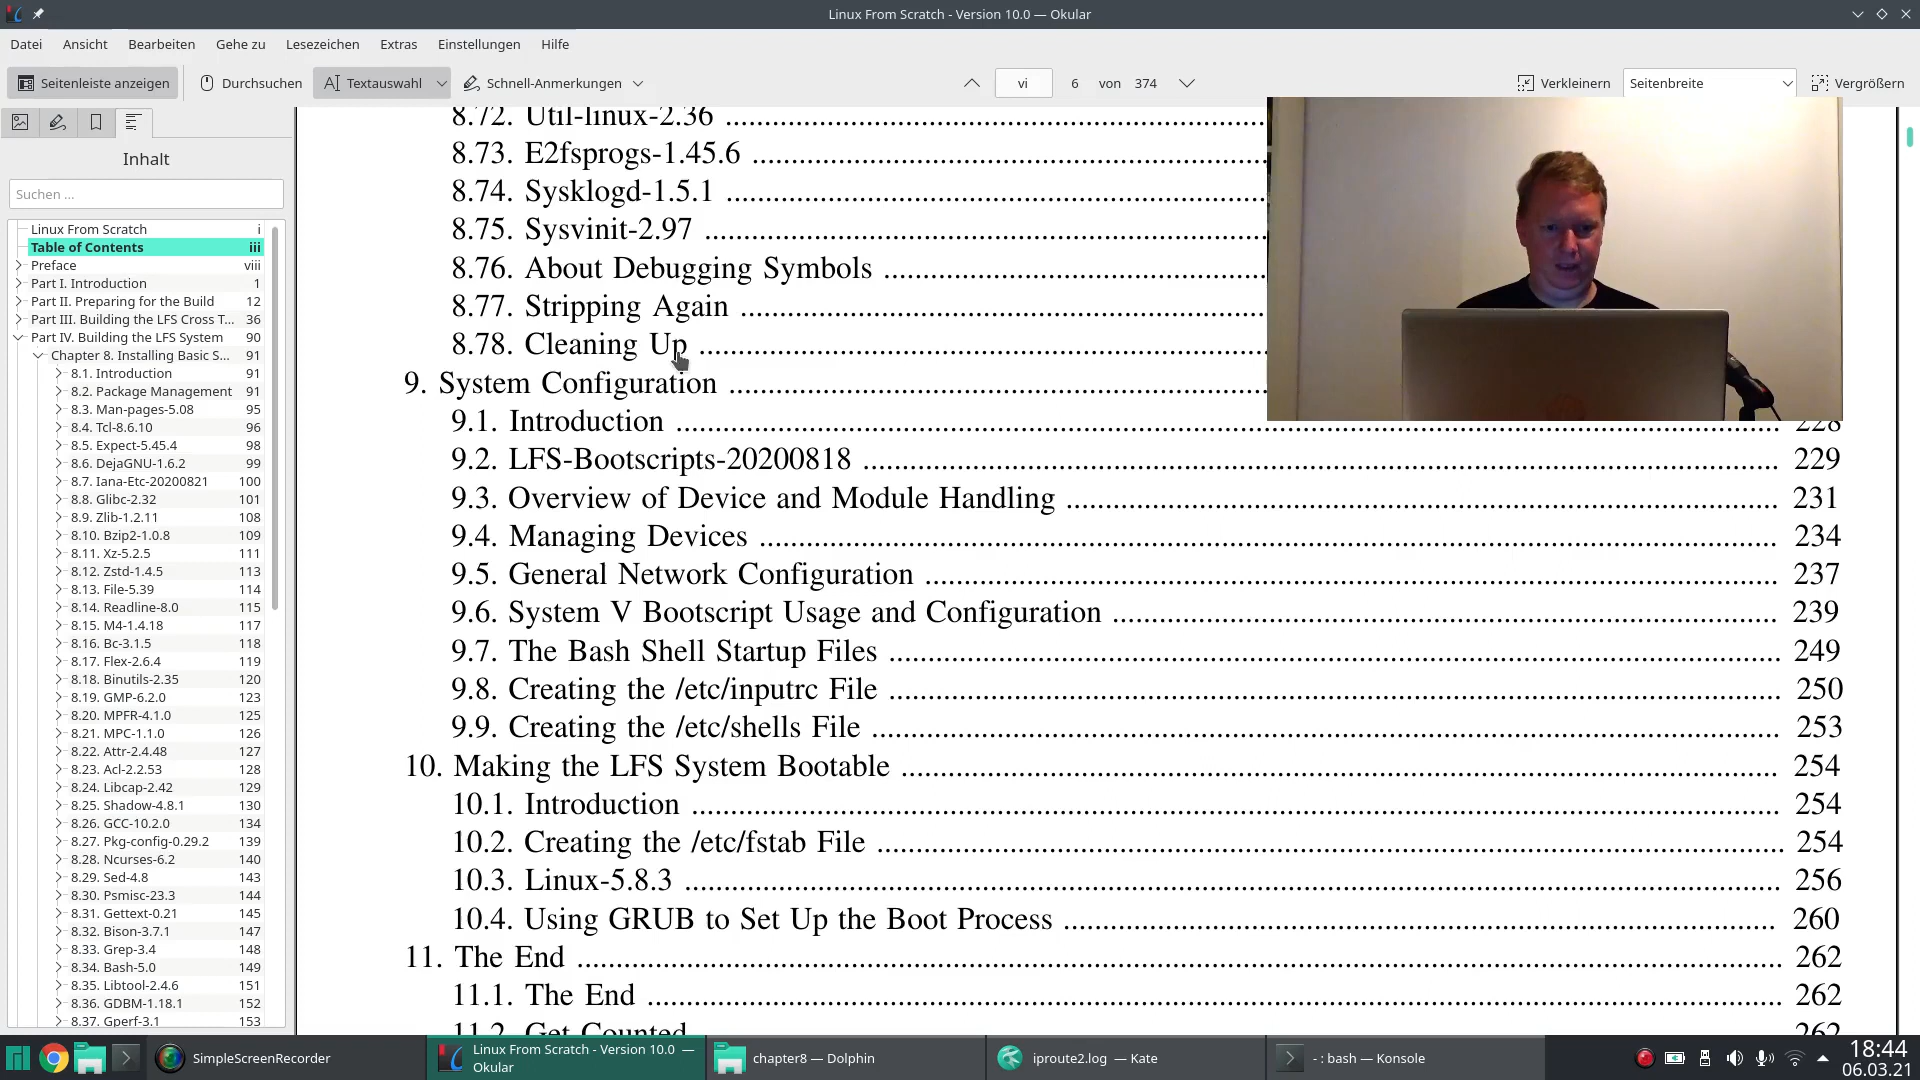 Linux From Scratch - Version 10.0 — Okular
Datei Ansicht Bearbeiten Gehe zu Lesezeichen Extras Einstellungen Hilfe
Seitenleiste anzeigen Durchsuchen Textauswahl Schnell-Anmerkungen vi 6 von 374 Verkleinern Seitenbreite Vergrößern
Inhalt
Suchen ...
Linux From Scratch i
Table of Contents iii
Preface viii
Part I. Introduction 1
Part II. Preparing for the Build 12
Part III. Building the LFS Cross T... 36
Part IV. Building the LFS System 90
Chapter 8. Installing Basic S... 91
8.1. Introduction 91
8.2. Package Management 91
8.3. Man-pages-5.08 95
8.4. Tcl-8.6.10 96
8.5. Expect-5.45.4 98
8.6. DejaGNU-1.6.2 99
8.7. Iana-Etc-20200821 100
8.8. Glibc-2.32 101
8.9. Zlib-1.2.11 108
8.10. Bzip2-1.0.8 109
8.11. Xz-5.2.5 111
8.12. Zstd-1.4.5 113
8.13. File-5.39 114
8.14. Readline-8.0 115
8.15. M4-1.4.18 117
8.16. Bc-3.1.5 118
8.17. Flex-2.6.4 119
8.18. Binutils-2.35 120
8.19. GMP-6.2.0 123
8.20. MPFR-4.1.0 125
8.21. MPC-1.1.0 126
8.22. Attr-2.4.48 127
8.23. Acl-2.2.53 128
8.24. Libcap-2.42 129
8.25. Shadow-4.8.1 130
8.26. GCC-10.2.0 134
8.27. Pkg-config-0.29.2 139
8.28. Ncurses-6.2 140
8.29. Sed-4.8 143
8.30. Psmisc-23.3 144
8.31. Gettext-0.21 145
8.32. Bison-3.7.1 147
8.33. Grep-3.4 148
8.34. Bash-5.0 149
8.35. Libtool-2.4.6 151
8.36. GDBM-1.18.1 152
8.37. Gperf-3.1 153
8.72. Util-linux-2.36
8.73. E2fsprogs-1.45.6
8.74. Sysklogd-1.5.1
8.75. Sysvinit-2.97
8.76. About Debugging Symbols
8.77. Stripping Again
8.78. Cleaning Up
9. System Configuration
9.1. Introduction 228
9.2. LFS-Bootscripts-20200818 229
9.3. Overview of Device and Module Handling 231
9.4. Managing Devices 234
9.5. General Network Configuration 237
9.6. System V Bootscript Usage and Configuration 239
9.7. The Bash Shell Startup Files 249
9.8. Creating the /etc/inputrc File 250
9.9. Creating the /etc/shells File 253
10. Making the LFS System Bootable 254
10.1. Introduction 254
10.2. Creating the /etc/fstab File 254
10.3. Linux-5.8.3 256
10.4. Using GRUB to Set Up the Boot Process 260
11. The End 262
11.1. The End 262
11.2. Get Counted 262
SimpleScreenRecorder
Linux From Scratch - Version 10.0 —
Okular
chapter8 — Dolphin
iproute2.log — Kate
- : bash — Konsole
18:44
06.03.21